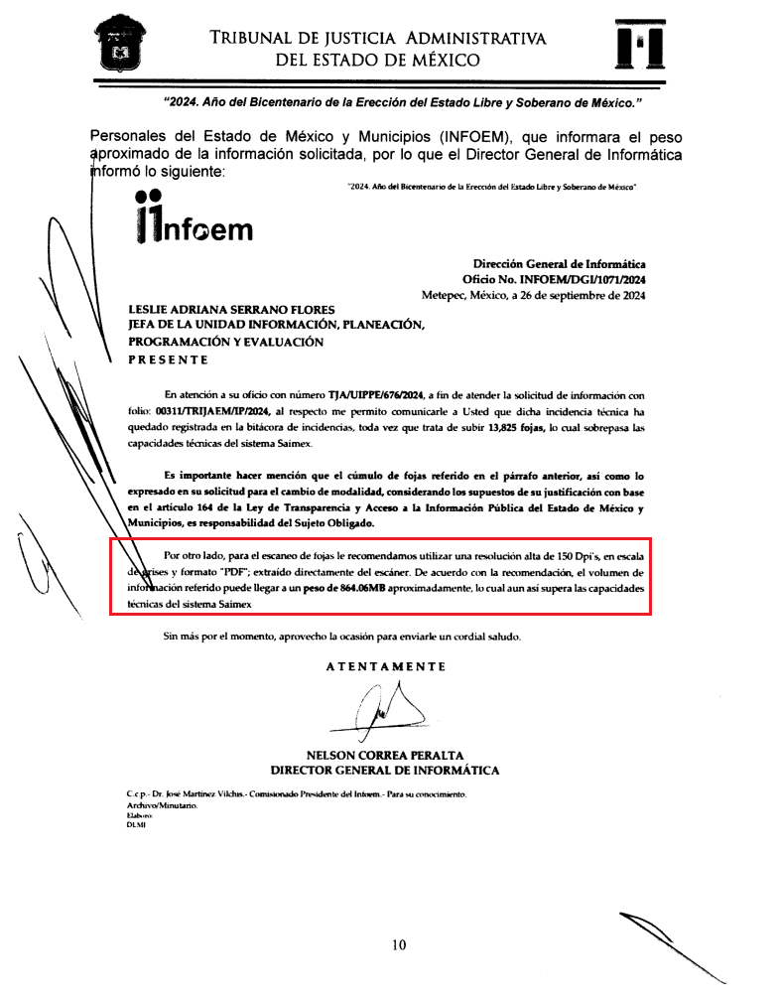 TRIBUNAL DE JUSTICIA ADMINISTRATIVA
DEL ESTADO DE MÉXICO
"2024. Año del Bicentenario de la Erección del Estado Libre y Soberano de México."
Personales del Estado de México y Municipios (INFOEM), que informara el peso
aproximado de la información solicitada, por lo que el Director General de Informática
informó lo siguiente:
"2024. Año del Bicentenario de la Erección del Estado Libre y Soberano de México"
infoem
Dirección General de Informática
Oficio No. INFOEM/DGI/1071/2024
Metepec, México, a 26 de septiembre de 2024
LESLIE ADRIANA SERRANO FLORES
JEFA DE LA UNIDAD INFORMACIÓN, PLANEACIÓN,
PROGRAMACIÓN Y EVALUACIÓN
P R E S E N T E
En atención a su oficio con número TJA/UIPPE/676/2024, a fin de atender la solicitud de información con
folio: 00311/TRIJAEM/IP/2024, al respecto me permito comunicarle a Usted que dicha incidencia técnica ha
quedado registrada en la bitácora de incidencias, toda vez que trata de subir 13,825 fojas, lo cual sobrepasa las
capacidades técnicas del sistema Saimex.
Es importante hacer mención que el cúmulo de fojas referido en el párrafo anterior, así como lo
expresado en su solicitud para el cambio de modalidad, considerando los supuestos de su justificación con base
en el artículo 164 de la Ley de Transparencia y Acceso a la Información Pública del Estado de México y
Municipios, es responsabilidad del Sujeto Obligado.
Por otro lado, para el escaneo de fojas le recomendamos utilizar una resolución alta de 150 Dpi's, en escala
de grises y formato "PDF"; extraído directamente del escáner. De acuerdo con la recomendación, el volumen de
información referido puede llegar a un peso de 864.06MB aproximadamente, lo cual aun así supera las capacidades
técnicas del sistema Saimex
Sin más por el momento, aprovecho la ocasión para enviarle un cordial saludo.
A T E N T A M E N T E
NELSON CORREA PERALTA
DIRECTOR GENERAL DE INFORMÁTICA
C.c.p.- Dr. José Martínez Vilchis.- Comisionado Presidente del Infoem.- Para su conocimiento.
Archivo/Minutario.
Elaboró:
DLMI
10